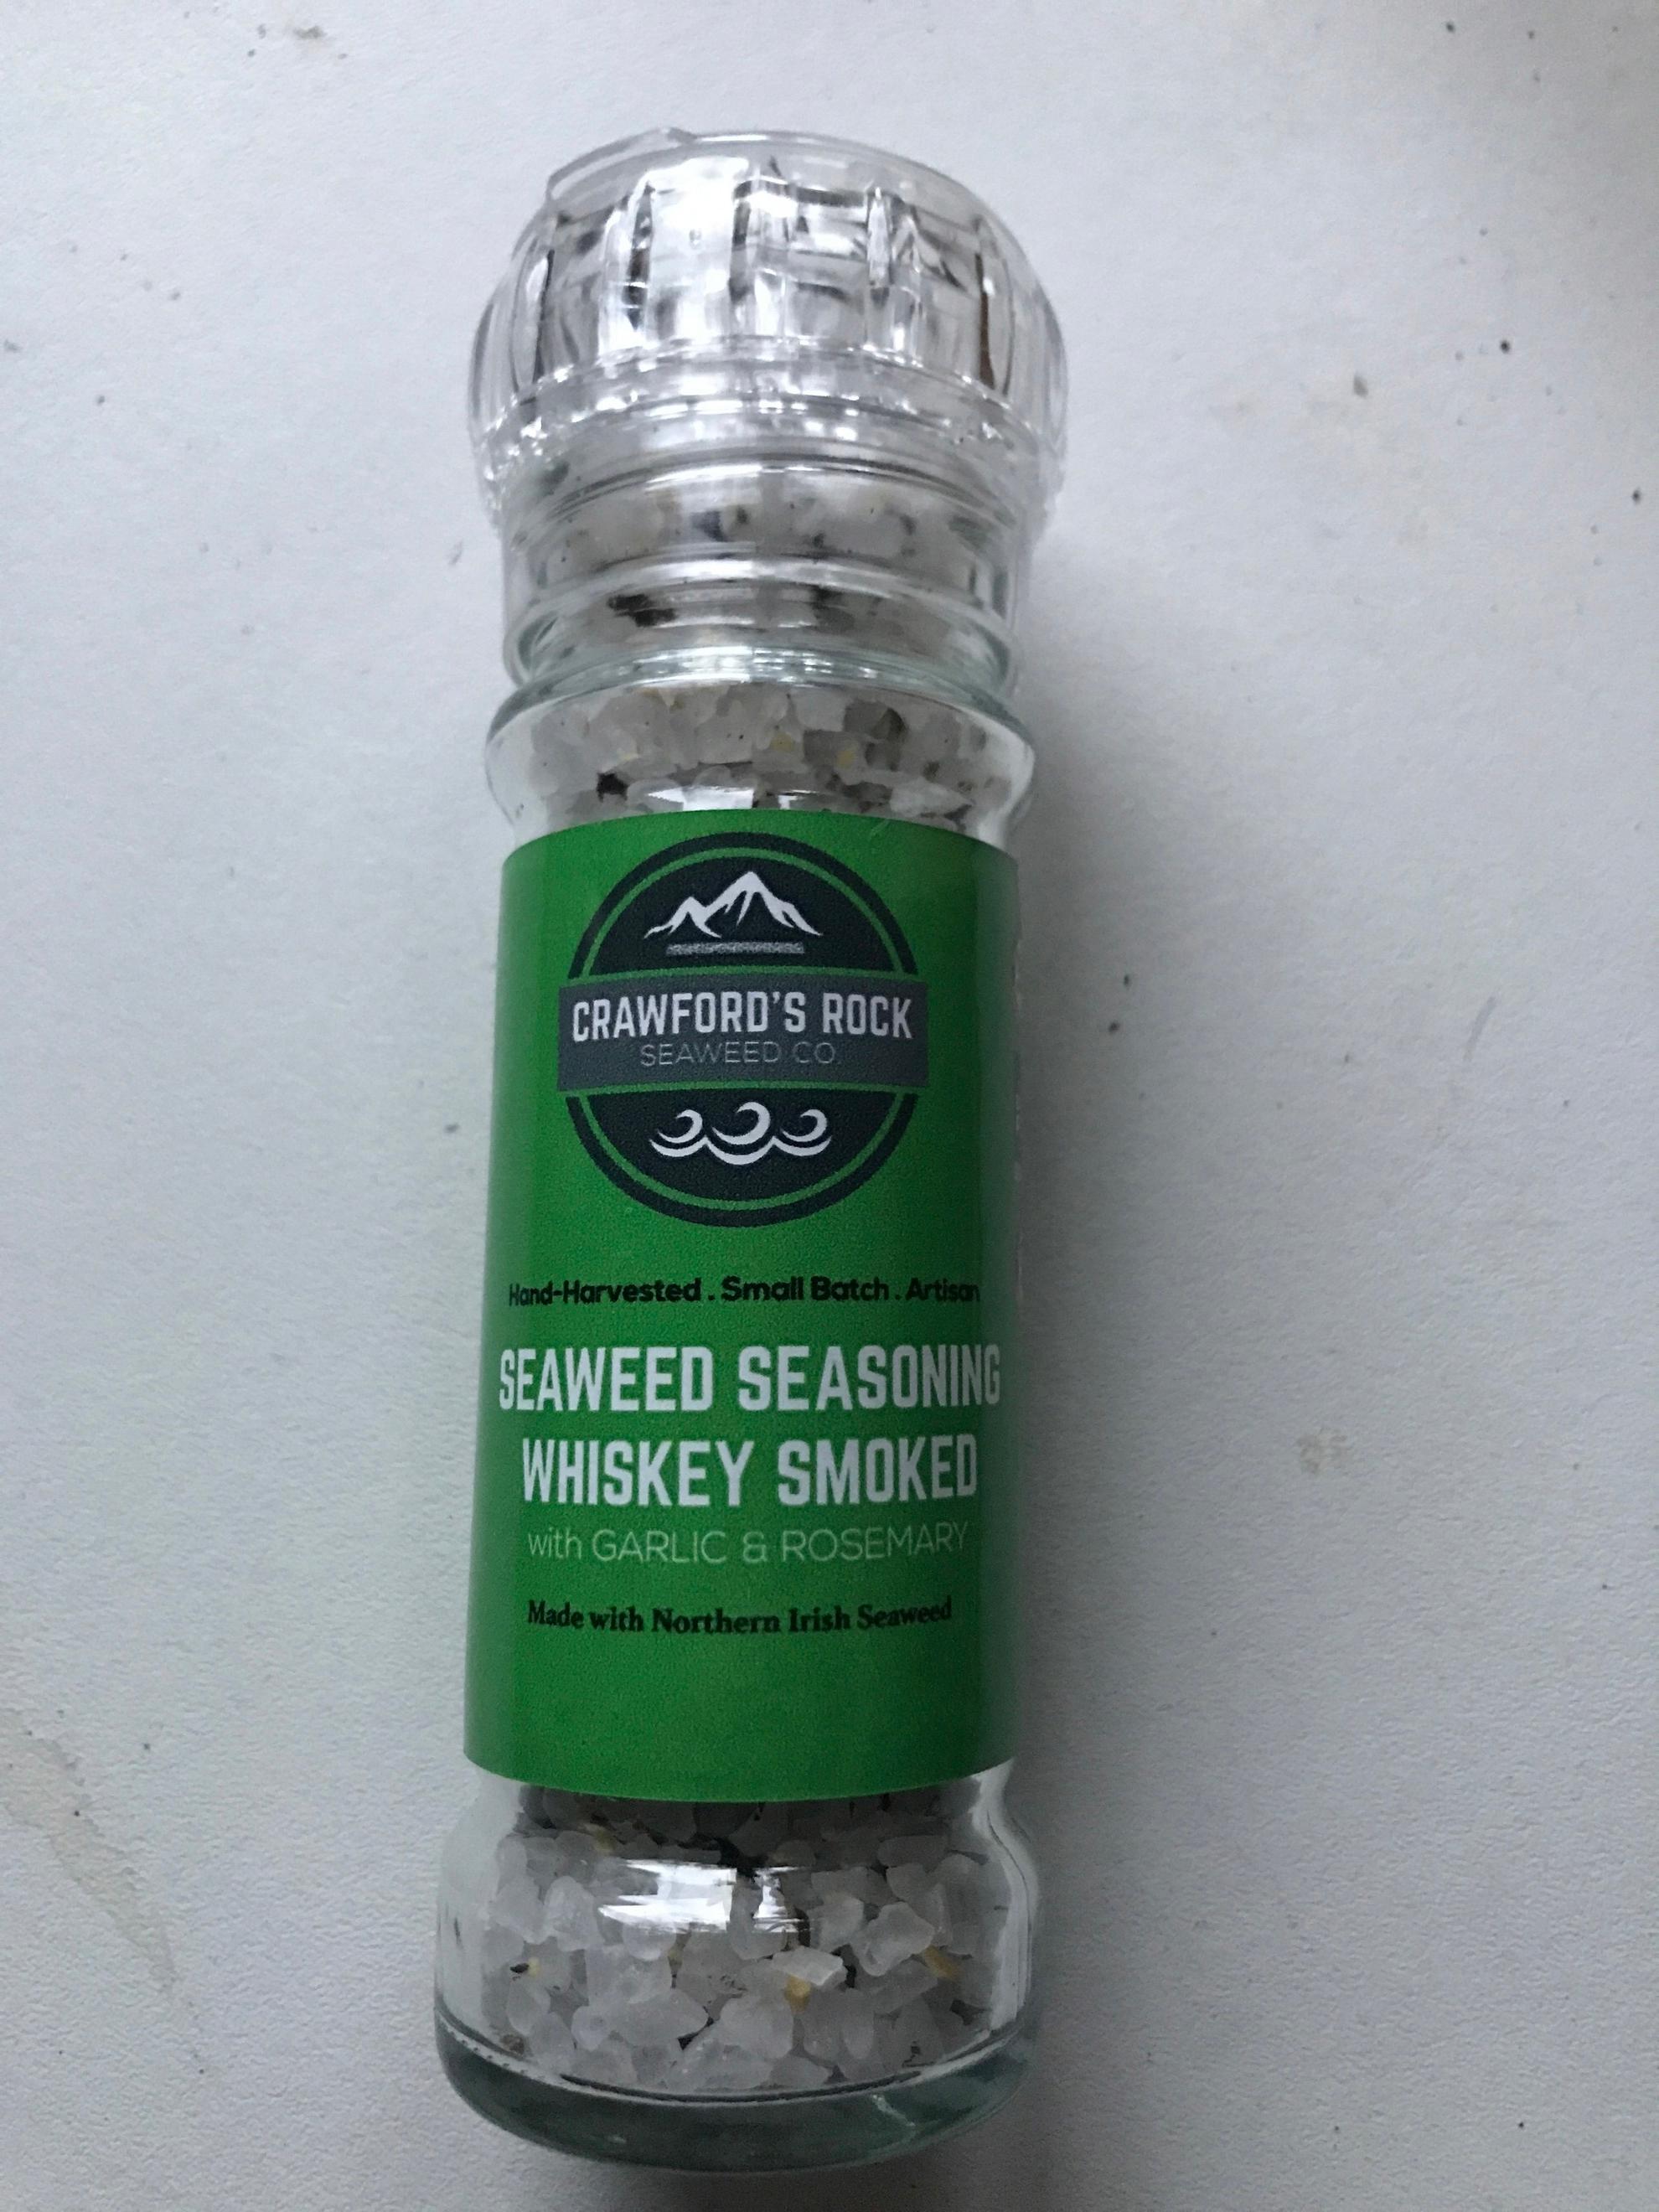 CRAWFORD'S ROCK
SEAWEED CO.
Hand-Harvested . Small Batch . Artisan
SEAWEED SEASONING
WHISKEY SMOKED
with GARLIC & ROSEMARY
Made with Northern Irish Seaweed